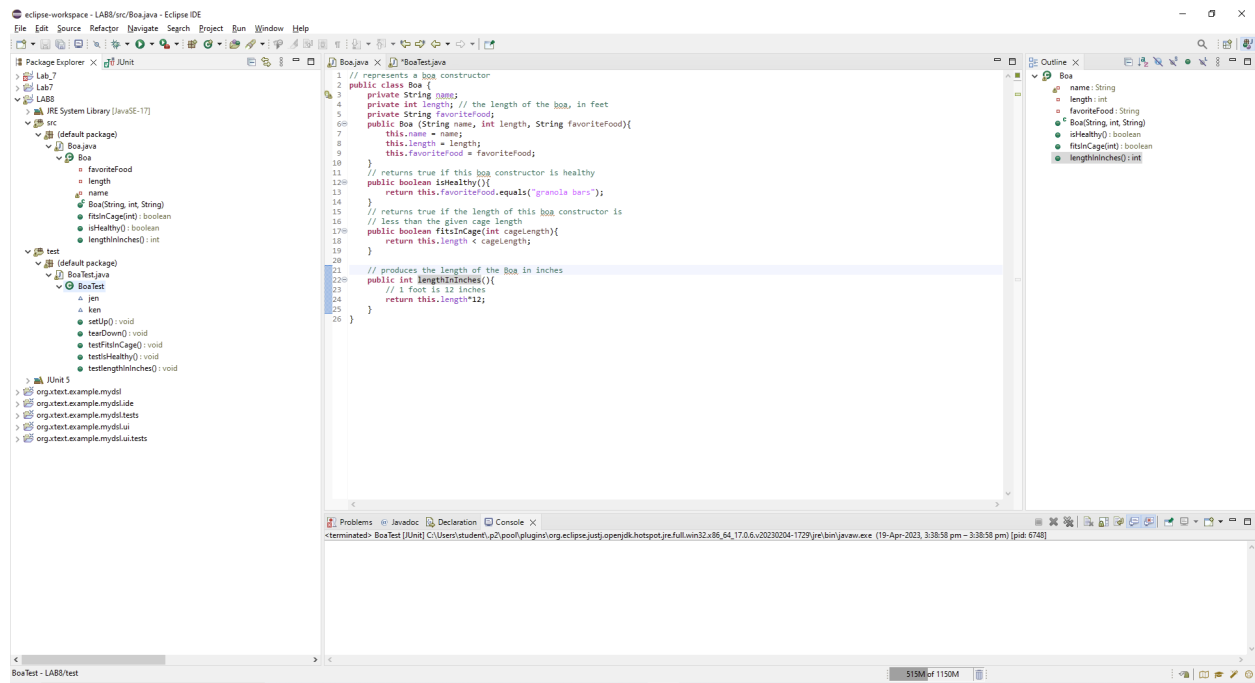 eclipse-workspace - LAB8/src/Boa.java - Eclipse IDE
File Edit Source Refactor Navigate Search Project Run Window Help
Package Explorer JUnit
Lab_7
Lab7
LAB8
JRE System Library [JavaSE-17]
src
(default package)
Boa.java
Boa
favoriteFood
length
name
Boa(String, int, String)
fitsInCage(int) : boolean
isHealthy() : boolean
lengthInInches() : int
test
(default package)
BoaTest.java
BoaTest
jen
ken
setUp() : void
tearDown() : void
testFitsInCage() : void
testIsHealthy() : void
testlengthInInches() : void
JUnit 5
org.xtext.example.mydsl
org.xtext.example.mydsl.ide
org.xtext.example.mydsl.tests
org.xtext.example.mydsl.ui
org.xtext.example.mydsl.ui.tests
Boa.java *BoaTest.java
1 // represents a boa constructor
2 public class Boa {
3 private String name;
4 private int length; // the length of the boa, in feet
5 private String favoriteFood;
6 public Boa (String name, int length, String favoriteFood){
7 this.name = name;
8 this.length = length;
9 this.favoriteFood = favoriteFood;
10 }
11 // returns true if this boa constructor is healthy
12 public boolean isHealthy(){
13 return this.favoriteFood.equals("granola bars");
14 }
15 // returns true if the length of this boa constructor is
16 // less than the given cage length
17 public boolean fitsInCage(int cageLength){
18 return this.length < cageLength;
19 }
20
21 // produces the length of the Boa in inches
22 public int lengthInInches(){
23 // 1 foot is 12 inches
24 return this.length*12;
25 }
26 }
Outline
Boa
name : String
length : int
favoriteFood : String
Boa(String, int, String)
isHealthy() : boolean
fitsInCage(int) : boolean
lengthInInches() : int
Problems Javadoc Declaration Console
<terminated> BoaTest [JUnit] C:\Users\student\.p2\pool\plugins\org.eclipse.justj.openjdk.hotspot.jre.full.win32.x86_64_17.0.6.v20230204-1729\jre\bin\javaw.exe (19-Apr-2023, 3:38:58 pm – 3:38:58 pm) [pid: 6748]
BoaTest - LAB8/test
515M of 1150M